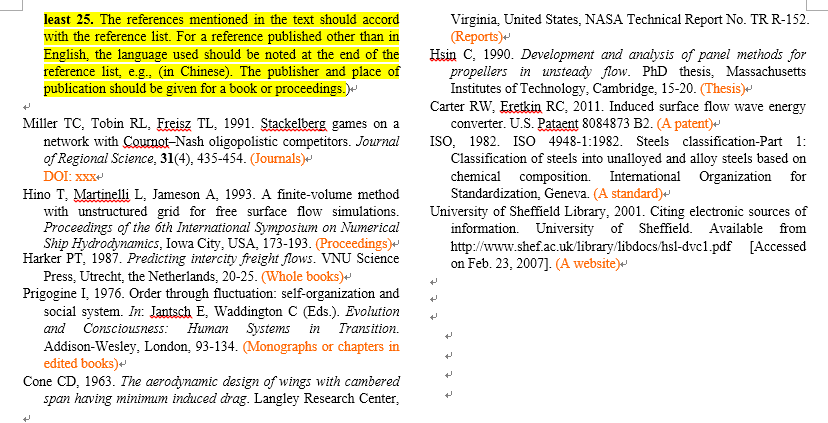 least 25. The references mentioned in the text should accord
with the reference list. For a reference published other than in
English, the language used should be noted at the end of the
reference list, e.g., (in Chinese). The publisher and place of
publication should be given for a book or proceedings.)
Miller TC, Tobin RL, Freisz TL, 1991. Stackelberg games on a
network with Cournot–Nash oligopolistic competitors. Journal
of Regional Science, 31(4), 435-454. (Journals)
DOI: xxx
Hino T, Martinelli L, Jameson A, 1993. A finite-volume method
with unstructured grid for free surface flow simulations.
Proceedings of the 6th International Symposium on Numerical
Ship Hydrodynamics, Iowa City, USA, 173-193. (Proceedings)
Harker PT, 1987. Predicting intercity freight flows. VNU Science
Press, Utrecht, the Netherlands, 20-25. (Whole books)
Prigogine I, 1976. Order through fluctuation: self-organization and
social system. In: Jantsch E, Waddington C (Eds.). Evolution
and Consciousness: Human Systems in Transition.
Addison-Wesley, London, 93-134. (Monographs or chapters in
edited books)
Cone CD, 1963. The aerodynamic design of wings with cambered
span having minimum induced drag. Langley Research Center,
Virginia, United States, NASA Technical Report No. TR R-152.
(Reports)
Hsin C, 1990. Development and analysis of panel methods for
propellers in unsteady flow. PhD thesis, Massachusetts
Institutes of Technology, Cambridge, 15-20. (Thesis)
Carter RW, Eretkin RC, 2011. Induced surface flow wave energy
converter. U.S. Pataent 8084873 B2. (A patent)
ISO, 1982. ISO 4948-1:1982. Steels classification-Part 1:
Classification of steels into unalloyed and alloy steels based on
chemical composition. International Organization for
Standardization, Geneva. (A standard)
University of Sheffield Library, 2001. Citing electronic sources of
information. University of Sheffield. Available from
http://www.shef.ac.uk/library/libdocs/hsl-dvc1.pdf [Accessed
on Feb. 23, 2007]. (A website)